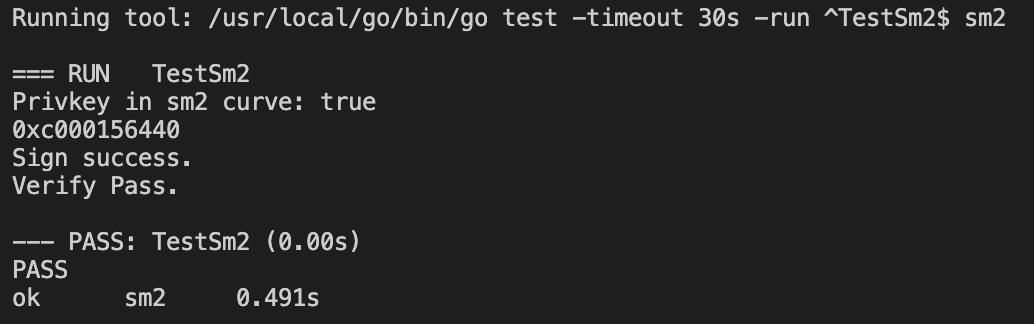 Running tool: /usr/local/go/bin/go test -timeout 30s -run ^TestSm2$ sm2
=== RUN   TestSm2
Privkey in sm2 curve: true
0xc000156440
Sign success.
Verify Pass.
--- PASS: TestSm2 (0.00s)
PASS
ok      sm2     0.491s